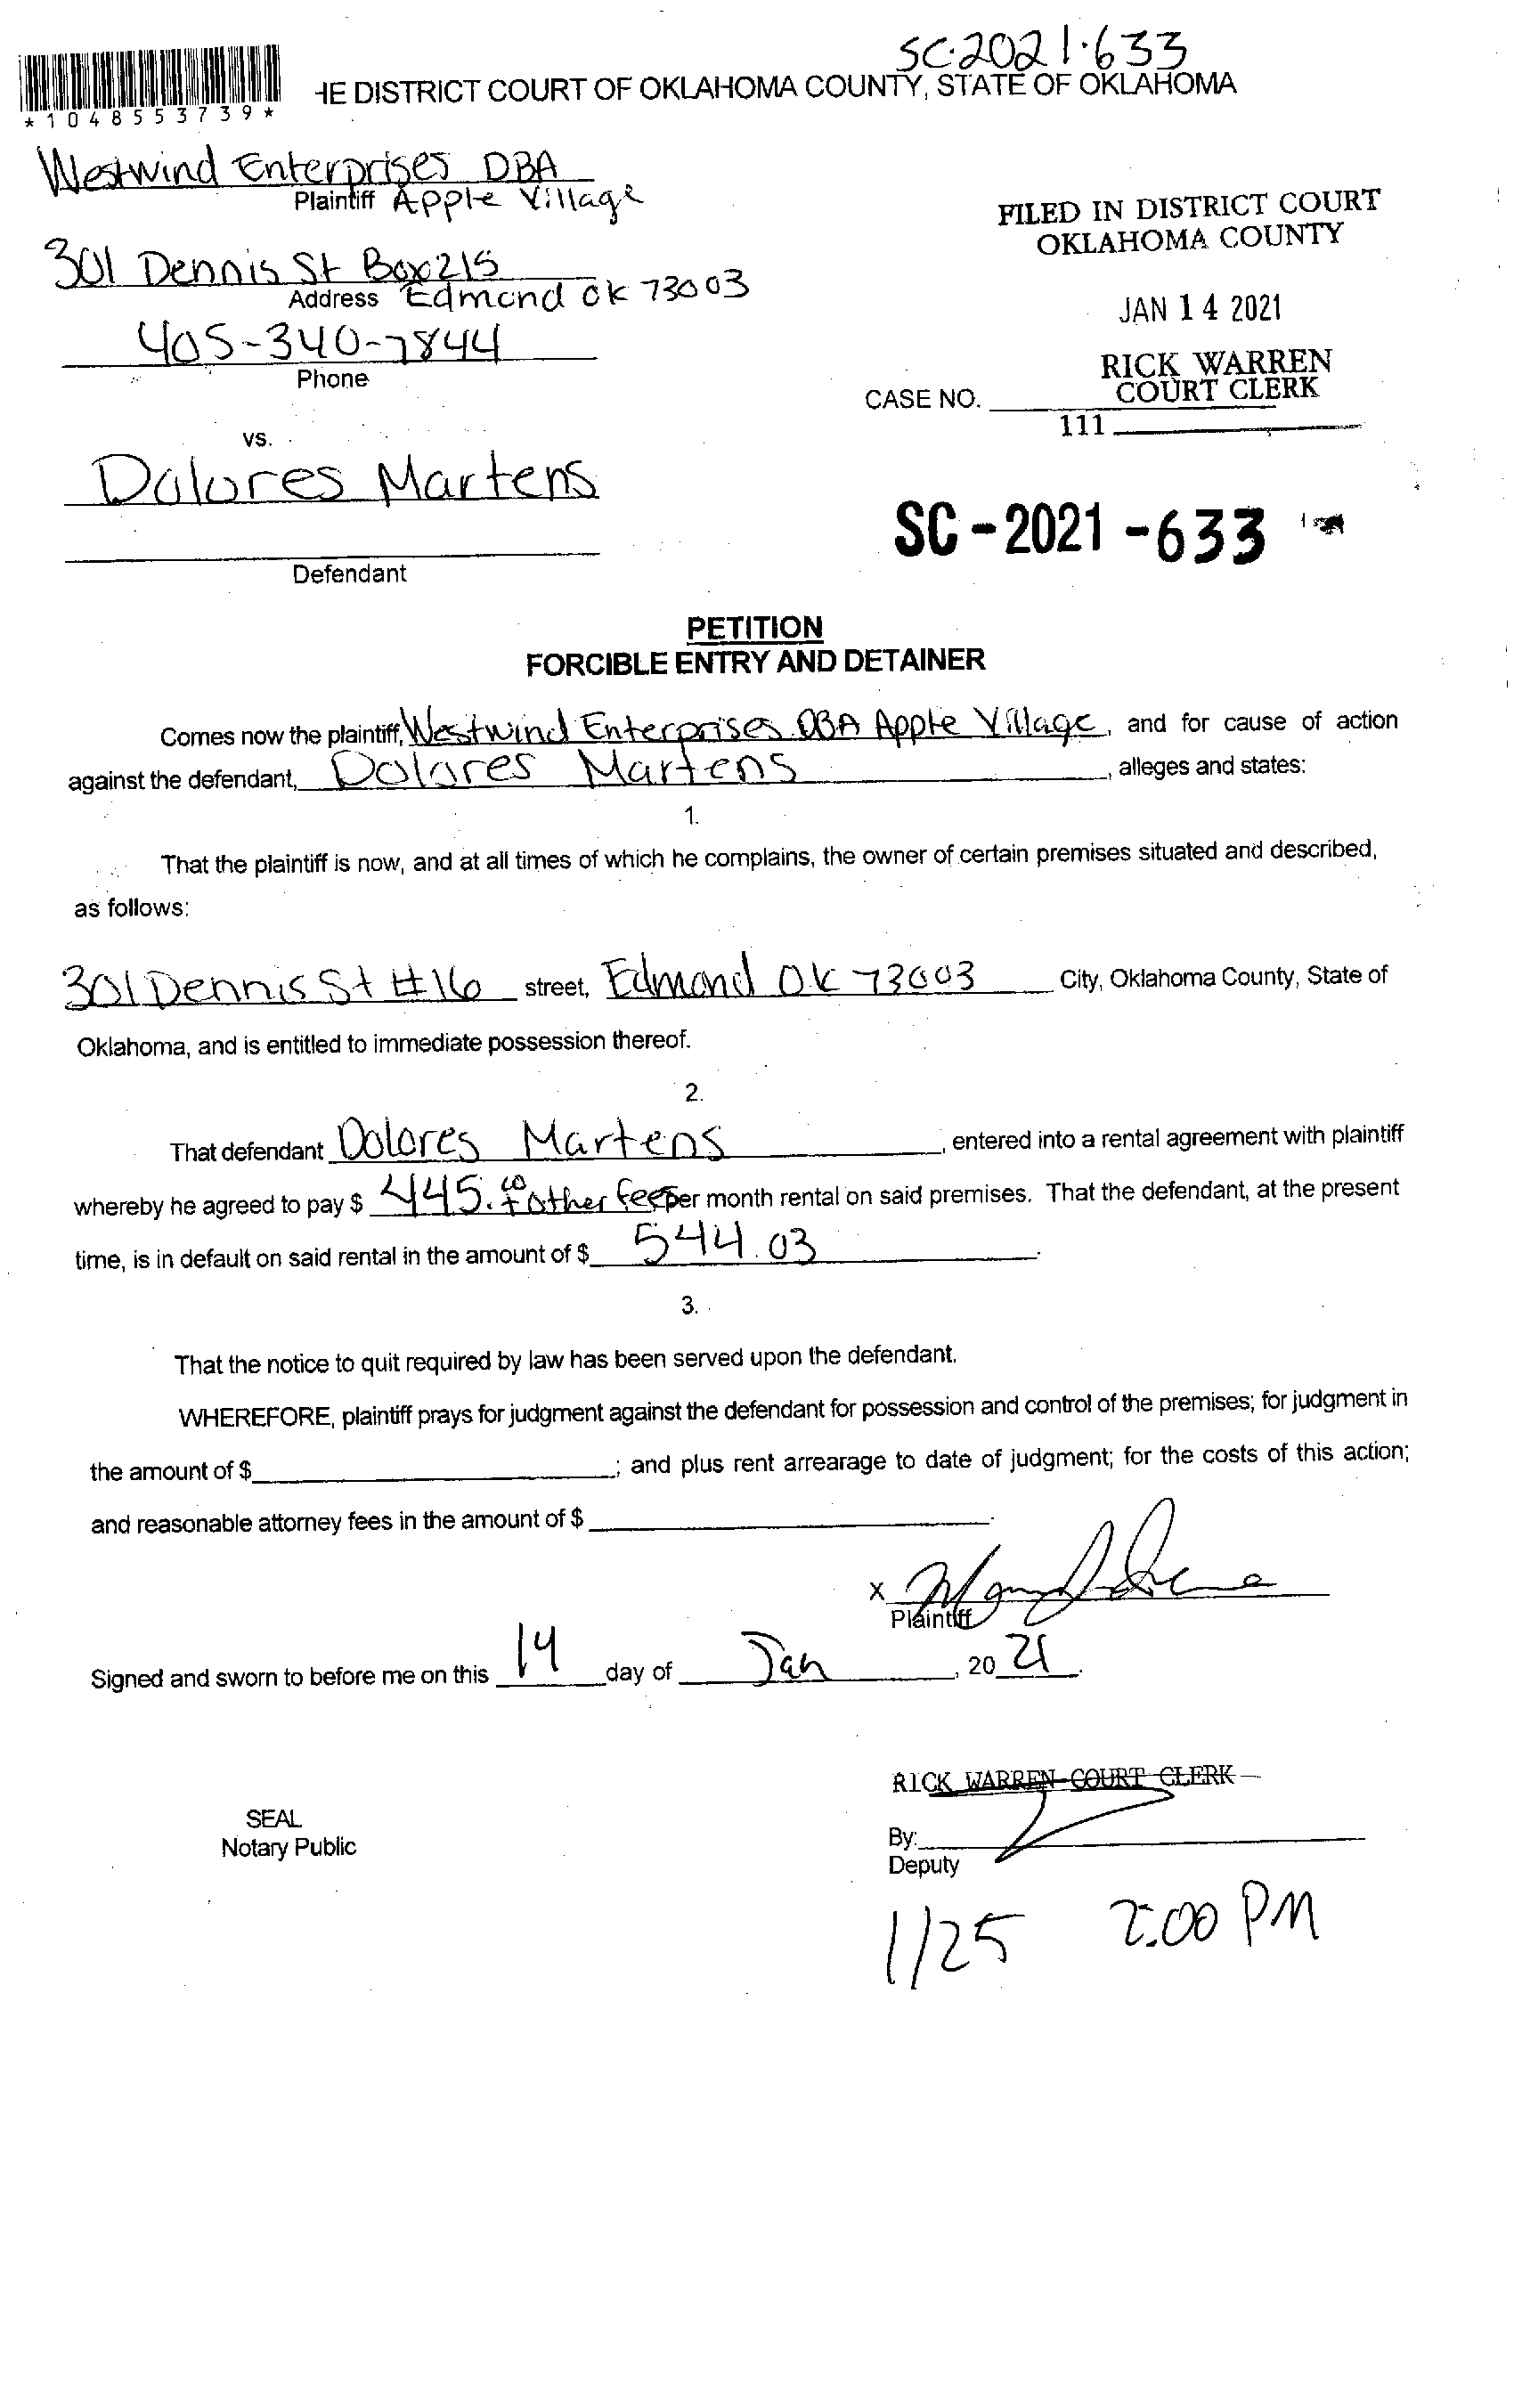 SC-2021-633
HE DISTRICT COURT OF OKLAHOMA COUNTY, STATE OF OKLAHOMA
*1048553739*
Westwind Enterprises DBA
Plaintiff Apple Village
FILED IN DISTRICT COURT
OKLAHOMA COUNTY
301 Dennis St Box 215
Address Edmond OK 73003
JAN 14 2021
405-340-7844
Phone
RICK WARREN
COURT CLERK
CASE NO.
111
vs.
Dolores Martens
SC-2021-633
Defendant
PETITION
FORCIBLE ENTRY AND DETAINER
Comes now the plaintiff, Westwind Enterprises DBA Apple Village, and for cause of action
against the defendant, Dolores Martens, alleges and states:
1.
That the plaintiff is now, and at all times of which he complains, the owner of certain premises situated and described,
as follows:
301 Dennis St #16 street, Edmond OK 73003 City, Oklahoma County, State of
Oklahoma, and is entitled to immediate possession thereof.
2.
That defendant Dolores Martens, entered into a rental agreement with plaintiff
whereby he agreed to pay $ 445.00 + other fees per month rental on said premises. That the defendant, at the present
time, is in default on said rental in the amount of $ 544.03.
3.
That the notice to quit required by law has been served upon the defendant.
WHEREFORE, plaintiff prays for judgment against the defendant for possession and control of the premises; for judgment in
the amount of $; and plus rent arrearage to date of judgment; for the costs of this action;
and reasonable attorney fees in the amount of $.
X
Plaintiff
Signed and sworn to before me on this 14 day of Jan, 2021.
RICK WARREN COURT CLERK
SEAL
Notary Public
By:
Deputy
1/25 2:00 PM